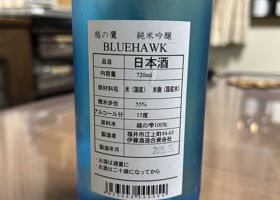 越の鷹 純米吟醸
BLUEHAWK
品目 日本酒
内容量 720ml
原材料名 米(国産) 米麹(国産米)
精米歩合 55%
アルコール分 15度
原料米 越の雫100%
製造者 福井市江上町44-65
伊藤酒造合資会社
製造年月
・お酒は適量に
・お酒は二十歳になってから